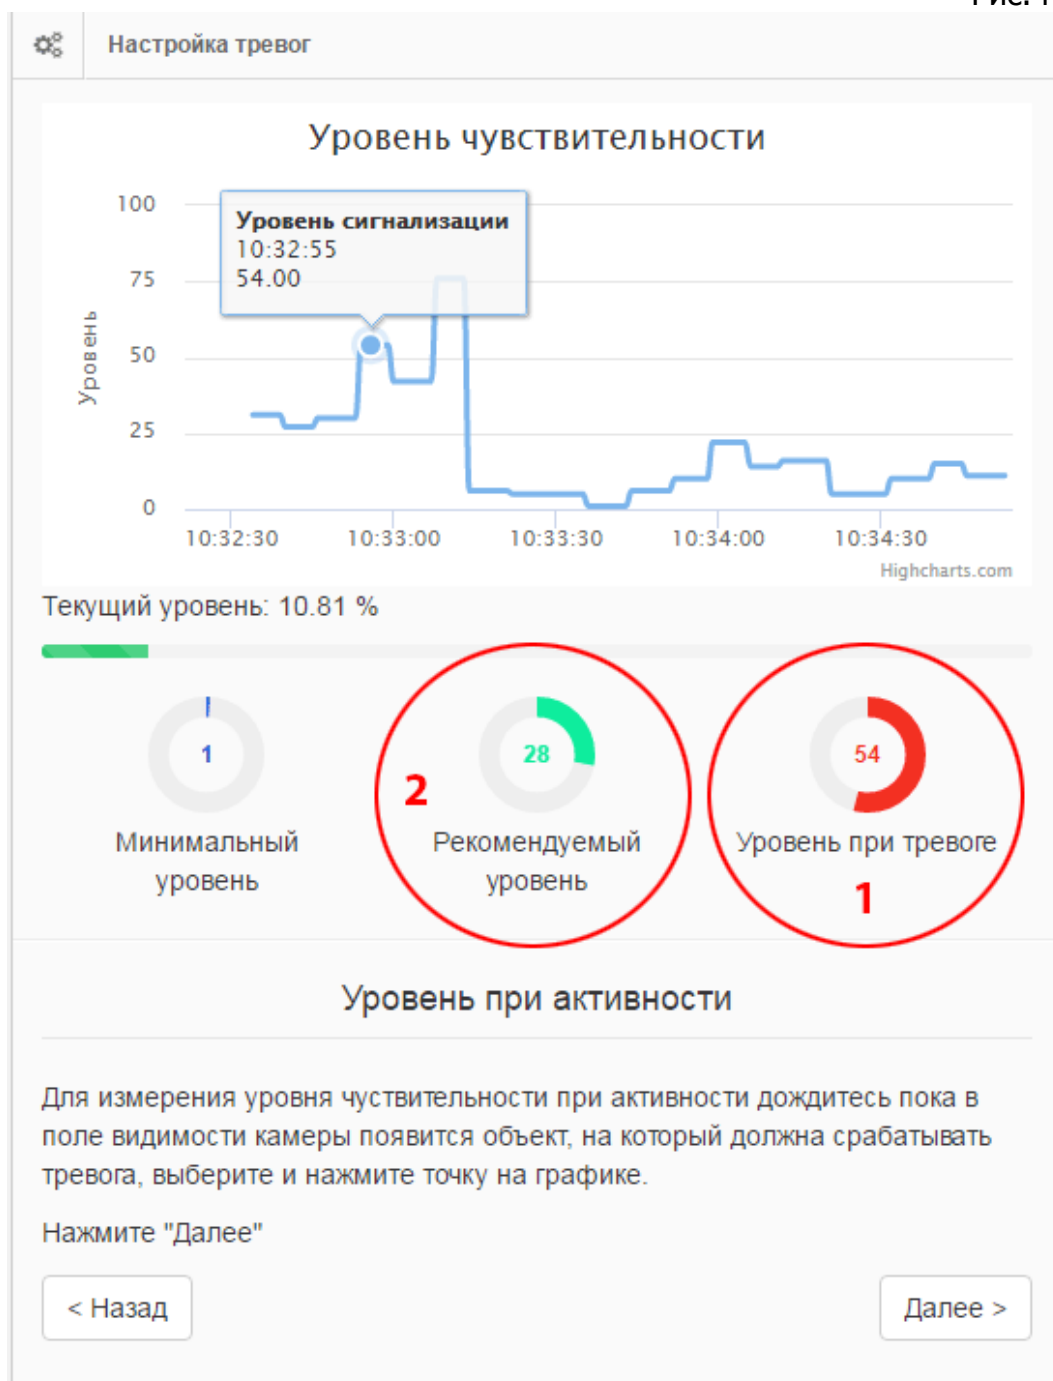 Настройка тревог
Уровень чувствительности
100
Уровень сигнализации
10:32:55
54.00
75
50
25
0
Уровень
10:32:30 10:33:00 10:33:30 10:34:00 10:34:30
Highcharts.com
Текущий уровень: 10.81 %
1 28 54
2
Минимальный уровень
Рекомендуемый уровень
Уровень при тревоге
1
Уровень при активности
Для измерения уровня чуствительности при активности дождитесь пока в
поле видимости камеры появится объект, на который должна срабатывать
тревога, выберите и нажмите точку на графике.
Нажмите "Далее"
< Назад
Далее >